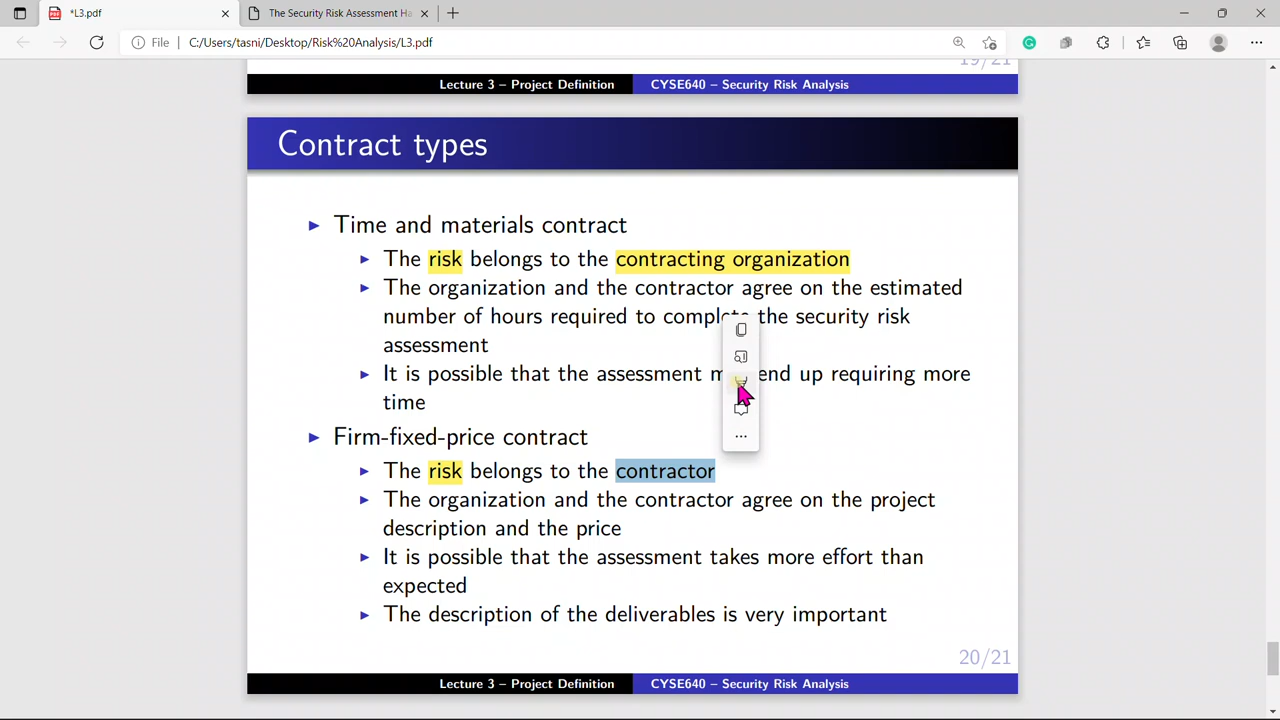 *L3.pdf
The Security Risk Assessment Ha
File
C:/Users/tasni/Desktop/Risk%20Analysis/L3.pdf
19/21
Lecture 3 – Project Definition
CYSE640 – Security Risk Analysis
Contract types
Time and materials contract
The risk belongs to the contracting organization
The organization and the contractor agree on the estimated
number of hours required to complete the security risk
assessment
It is possible that the assessment end up requiring more
time
Firm-fixed-price contract
The risk belongs to the contractor
The organization and the contractor agree on the project
description and the price
It is possible that the assessment takes more effort than
expected
The description of the deliverables is very important
20/21
Lecture 3 – Project Definition
CYSE640 – Security Risk Analysis